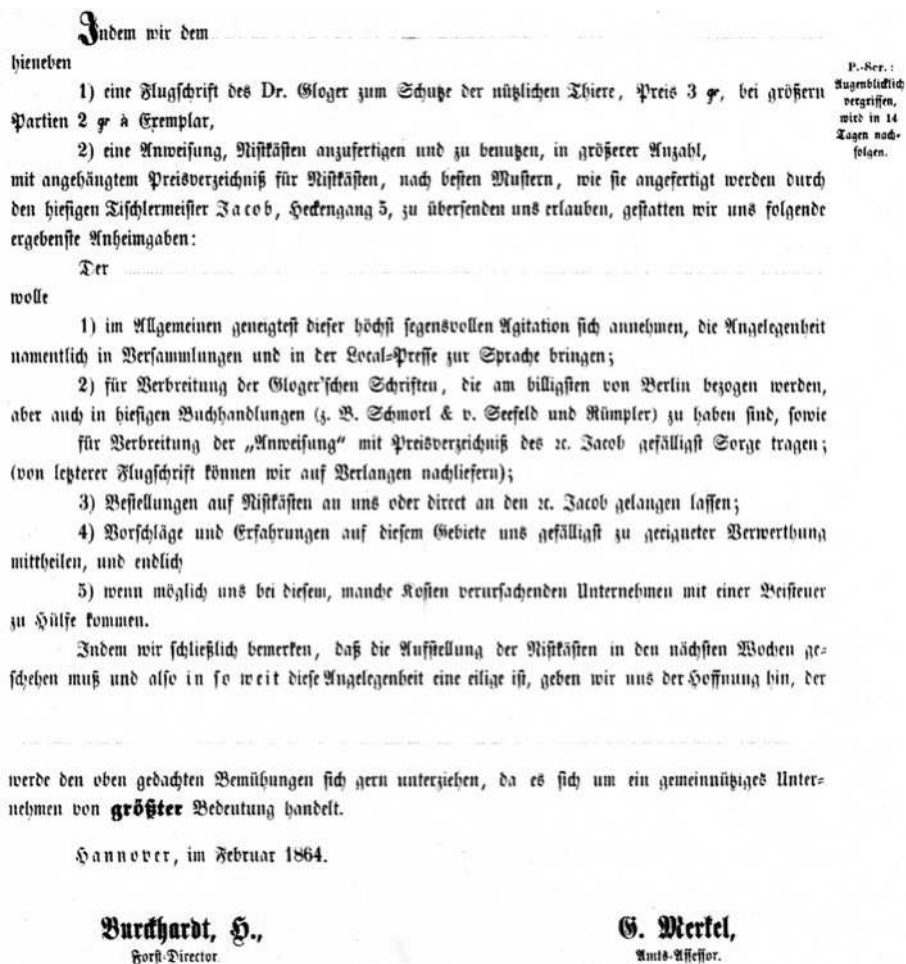 Indem wir dem
hieneben
1) eine Flugschrift des Dr. Gloger zum Schutze der nützlichen Thiere, Preis 3 gr, bei größern
Partien 2 gr à Exemplar,
P.-Scr.:
Augenblicklich
vergriffen,
wird in 14
Tagen nach-
folgen.
2) eine Anweisung, Nistkästen anzufertigen und zu benutzen, in größerer Anzahl,
mit angehängtem Preisverzeichniß für Nistkästen, nach besten Mustern, wie sie angefertigt werden durch
den hiesigen Tischlermeister Jacob, Heckengang 5, zu übersenden uns erlauben, gestatten wir uns folgende
ergebenste Anheimgaben:
Der
wolle
1) im Allgemeinen geneigtest dieser höchst segensvollen Agitation sich annehmen, die Angelegenheit
namentlich in Versammlungen und in der Local-Presse zur Sprache bringen;
2) für Verbreitung der Gloger'schen Schriften, die am billigsten von Berlin bezogen werden,
aber auch in hiesigen Buchhandlungen (z. B. Schmorl & v. Seefeld und Rümpler) zu haben sind, sowie
für Verbreitung der „Anweisung“ mit Preisverzeichniß des ꝛc. Jacob gefälligst Sorge tragen;
(von letzterer Flugschrift können wir auf Verlangen nachliefern);
3) Bestellungen auf Nistkästen an uns oder direct an den ꝛc. Jacob gelangen lassen;
4) Vorschläge und Erfahrungen auf diesem Gebiete uns gefälligst zu geeigneter Verwerthung
mittheilen, und endlich
5) wenn möglich uns bei diesem, manche Kosten verursachenden Unternehmen mit einer Beisteuer
zu Hülfe kommen.
Indem wir schließlich bemerken, daß die Aufstellung der Nistkästen in den nächsten Wochen ge-
schehen muß und also in so weit diese Angelegenheit eine eilige ist, geben wir uns der Hoffnung hin, der
werde den oben gedachten Bemühungen sich gern unterziehen, da es sich um ein gemeinnütziges Unter-
nehmen von größter Bedeutung handelt.
Hannover, im Februar 1864.
Burckhardt, H.,
Forst-Director
G. Merkel,
Amts-Assessor.